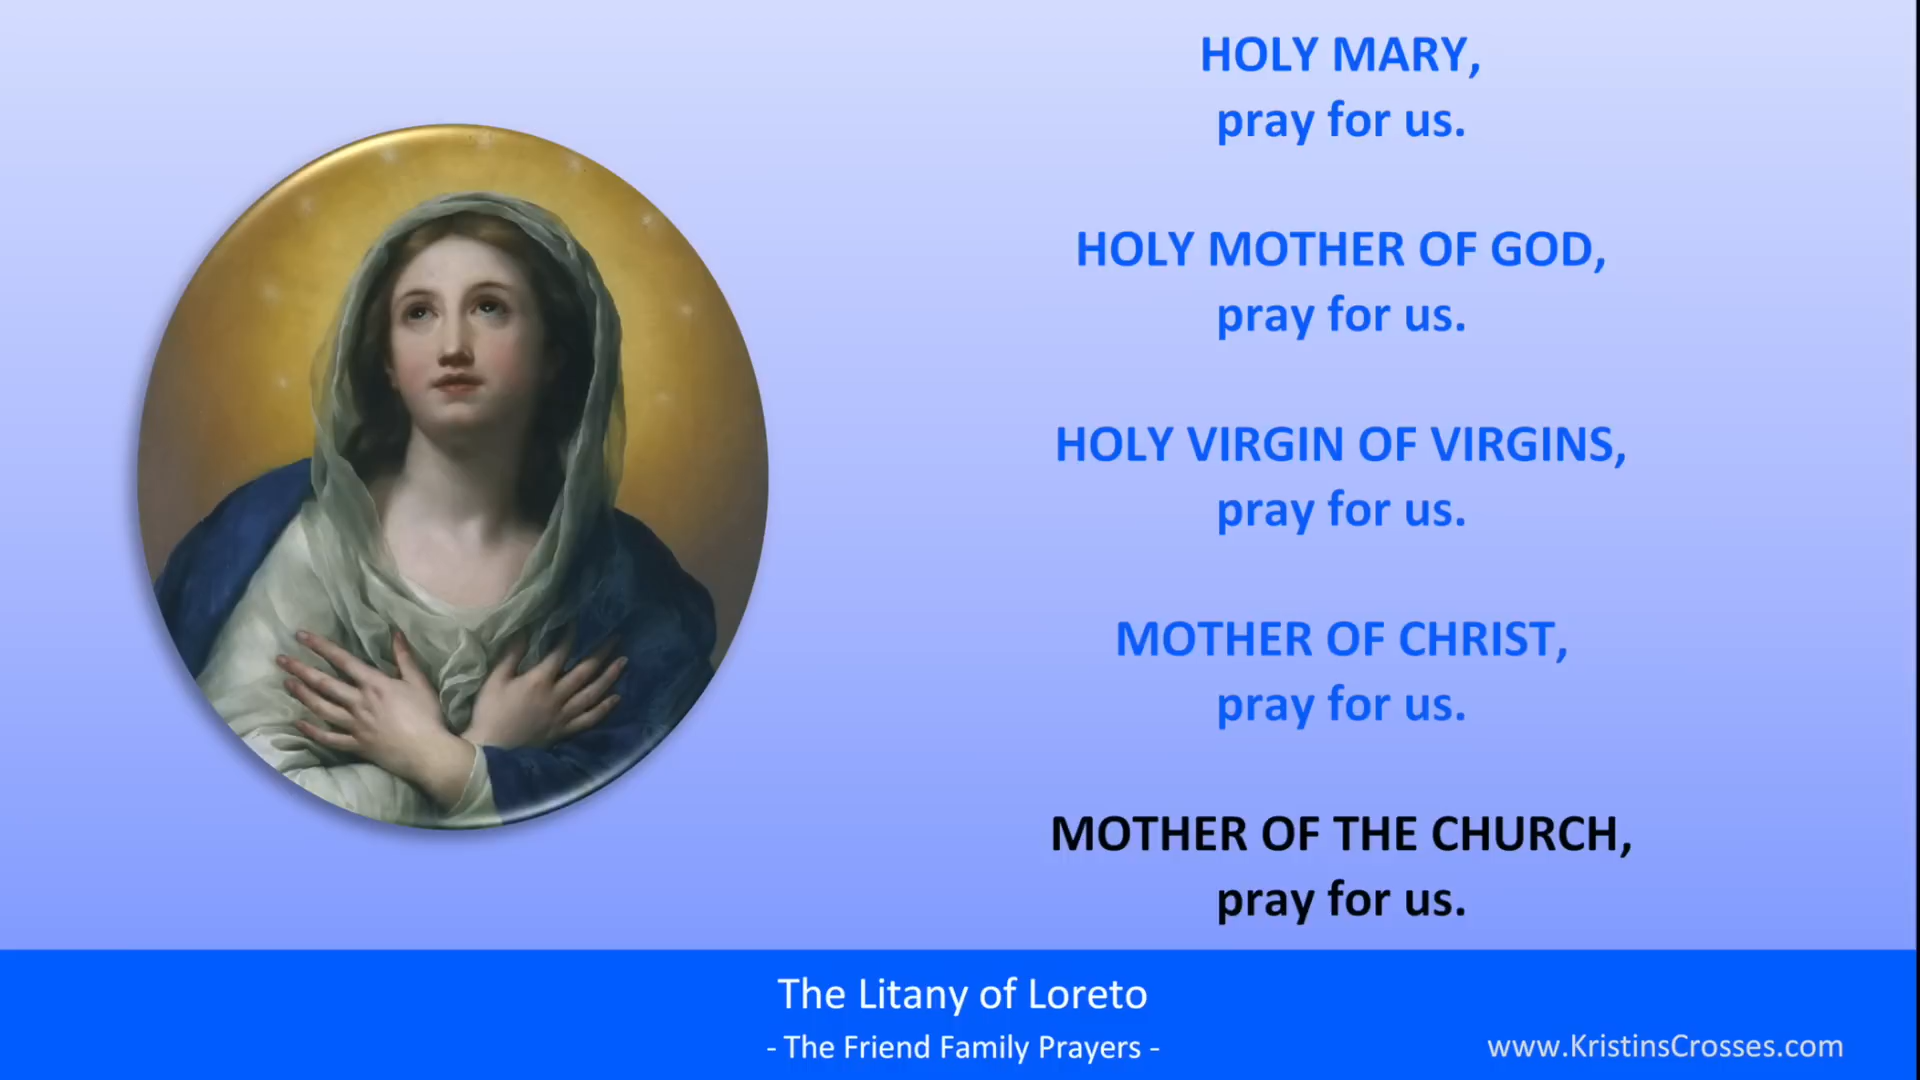 HOLY MARY,
pray for us.
HOLY MOTHER OF GOD,
pray for us.
HOLY VIRGIN OF VIRGINS,
pray for us.
MOTHER OF CHRIST,
pray for us.
MOTHER OF THE CHURCH,
pray for us.
The Litany of Loreto
- The Friend Family Prayers -
www.KristinsCrosses.com